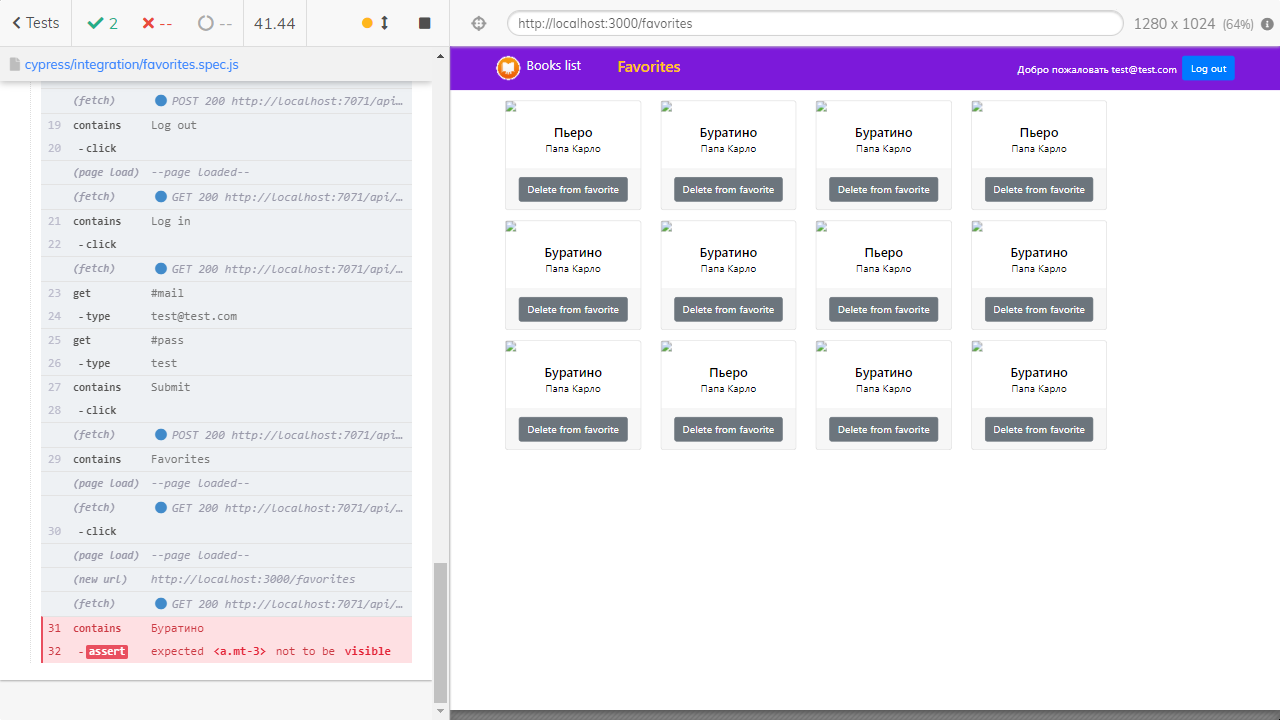 Tests
2
--
--
41.44
http://localhost:3000/favorites
1280 x 1024 (64%)
cypress/integration/favorites.spec.js
(fetch) POST 200 http://localhost:7071/api…
19 contains Log out
20 -click
(page load) --page loaded--
(fetch) GET 200 http://localhost:7071/api/…
21 contains Log in
22 -click
(fetch) GET 200 http://localhost:7071/api/…
23 get #mail
24 -type test@test.com
25 get #pass
26 -type test
27 contains Submit
28 -click
(fetch) POST 200 http://localhost:7071/api…
29 contains Favorites
(page load) --page loaded--
(fetch) GET 200 http://localhost:7071/api/…
30 -click
(page load) --page loaded--
(new url) http://localhost:3000/favorites
(fetch) GET 200 http://localhost:7071/api/…
31 contains Буратино
32 -assert expected <a.mt-3> not to be visible
Books list Favorites Добро пожаловать test@test.com Log out
Пьеро Буратино Буратино Пьеро
Папа Карло Папа Карло Папа Карло Папа Карло
Delete from favorite Delete from favorite Delete from favorite Delete from favorite
Буратино Буратино Пьеро Буратино
Папа Карло Папа Карло Папа Карло Папа Карло
Delete from favorite Delete from favorite Delete from favorite Delete from favorite
Буратино Пьеро Буратино Буратино
Папа Карло Папа Карло Папа Карло Папа Карло
Delete from favorite Delete from favorite Delete from favorite Delete from favorite